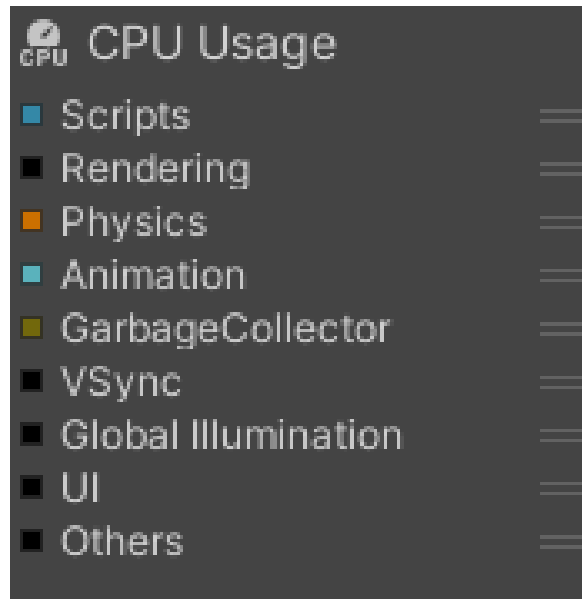 CPU CPU Usage
Scripts
Rendering
Physics
Animation
GarbageCollector
VSync
Global Illumination
UI
Others